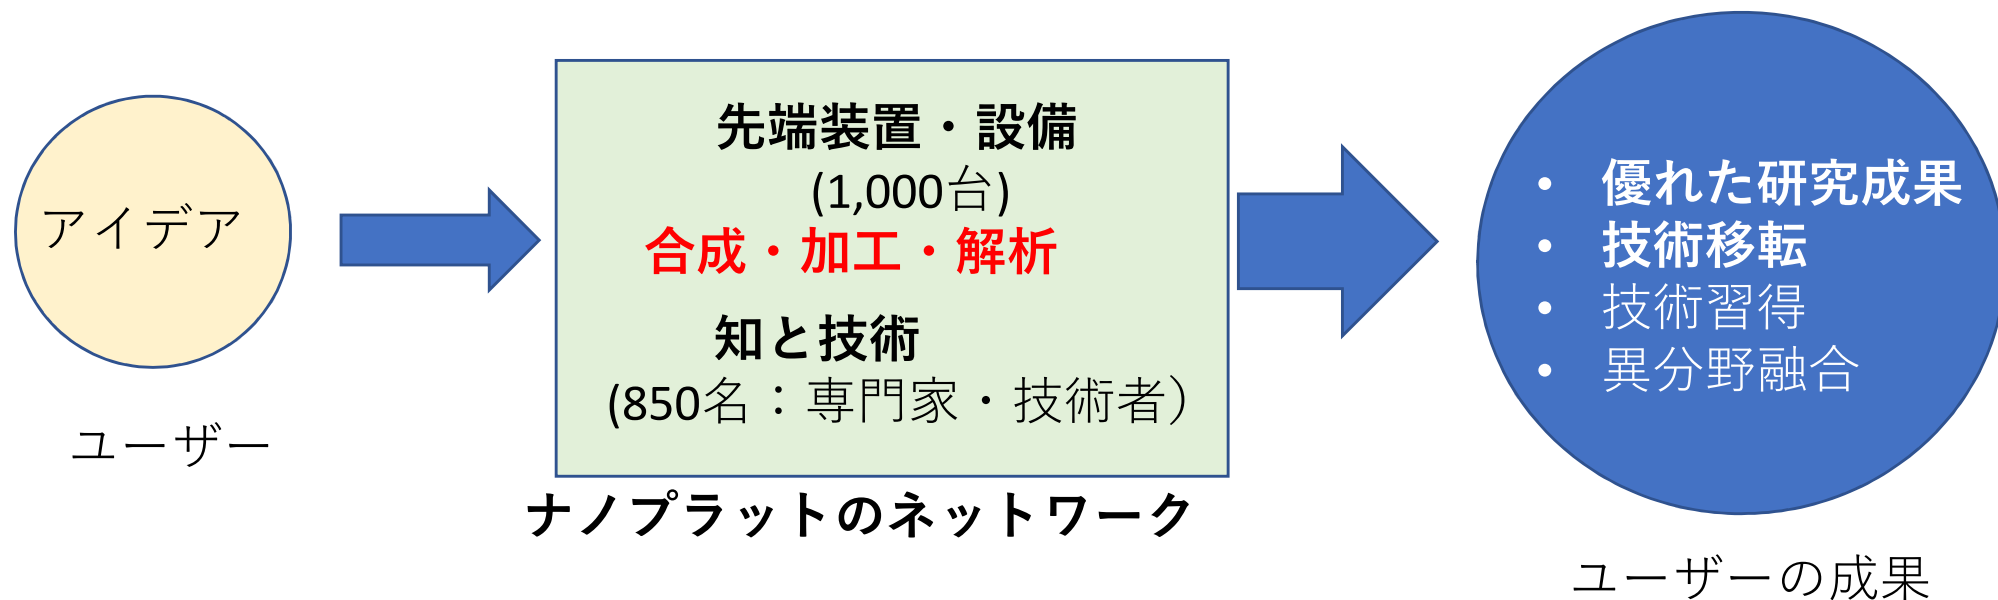 アイデア
ユーザー
先端装置・設備
(1,000台)
合成・加工・解析
知と技術
(850名：専門家・技術者）
ナノプラットのネットワーク
• 優れた研究成果
• 技術移転
• 技術習得
• 異分野融合
ユーザーの成果